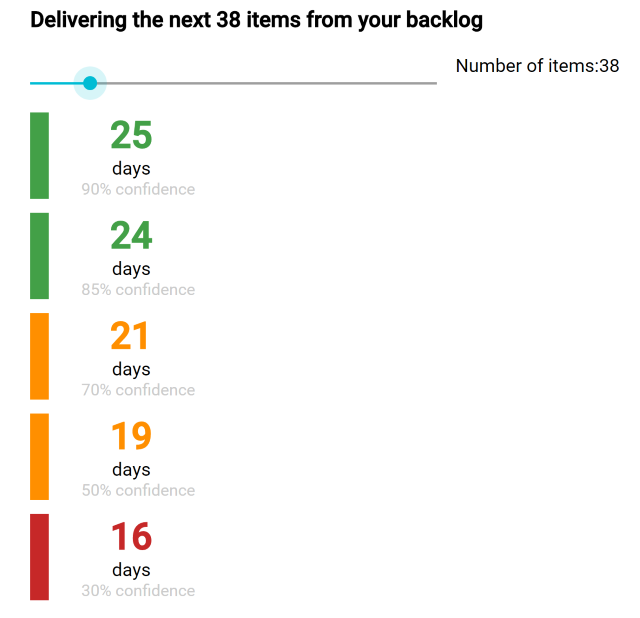 Delivering the next 38 items from your backlog
Number of items:38
25
days
90% confidence
24
days
85% confidence
21
days
70% confidence
19
days
50% confidence
16
days
30% confidence